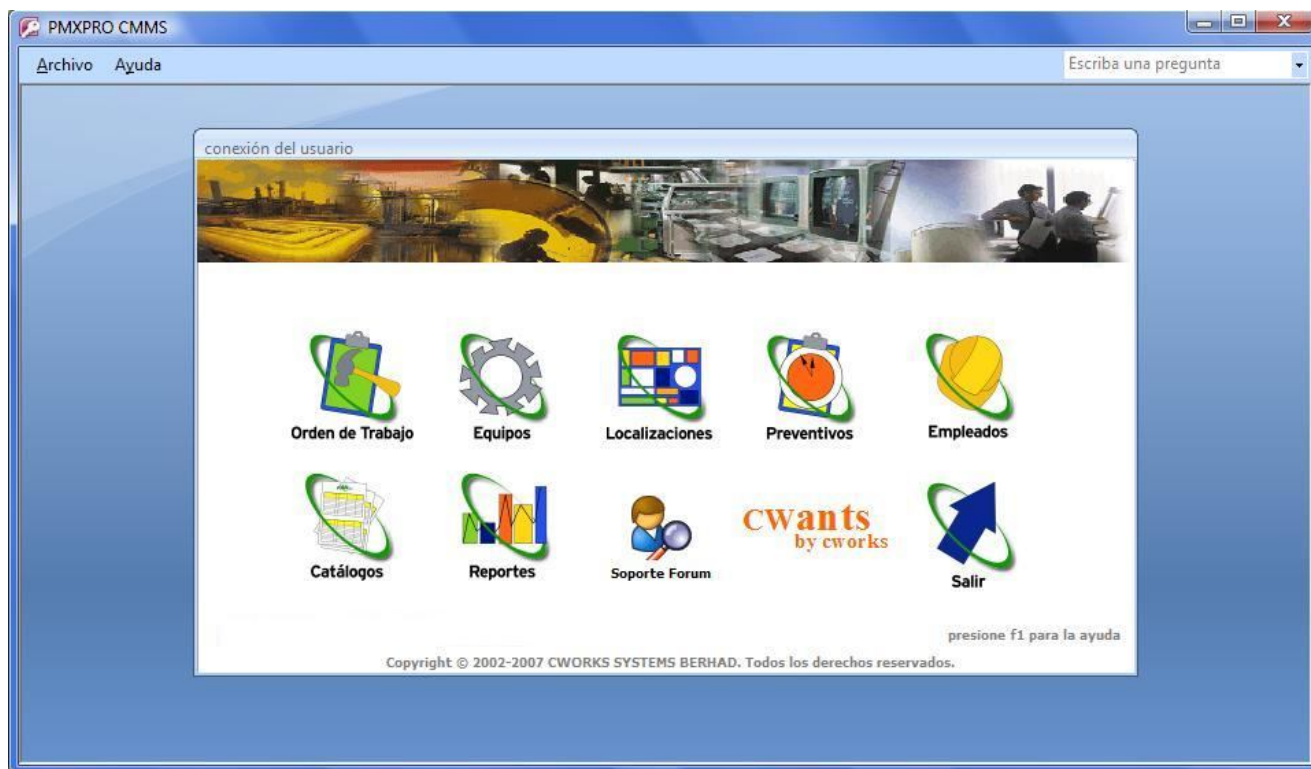 PMXPRO CMMS
Archivo Ayuda
Escriba una pregunta
conexión del usuario
Orden de Trabajo
Equipos
Localizaciones
Preventivos
Empleados
Catálogos
Reportes
Soporte Forum
CWants
by cworks
Salir
presione f1 para la ayuda
Copyright © 2002-2007 CWORKS SYSTEMS BERHAD. Todos los derechos reservados.